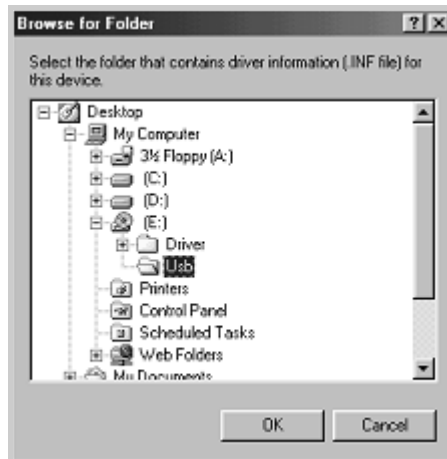 Browse for Folder
Select the folder that contains driver information (.INF file) for
this device.
Desktop
My Computer
3½ Floppy (A:)
(C:)
(D:)
(E:)
Driver
Usb
Printers
Control Panel
Scheduled Tasks
Web Folders
My Documents
OK Cancel